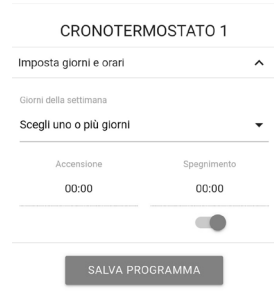 CRONOTERMOSTATO 1
Imposta giorni e orari
Giorni della settimana
Scegli uno o più giorni
Accensione Spegnimento
00:00 00:00
SALVA PROGRAMMA